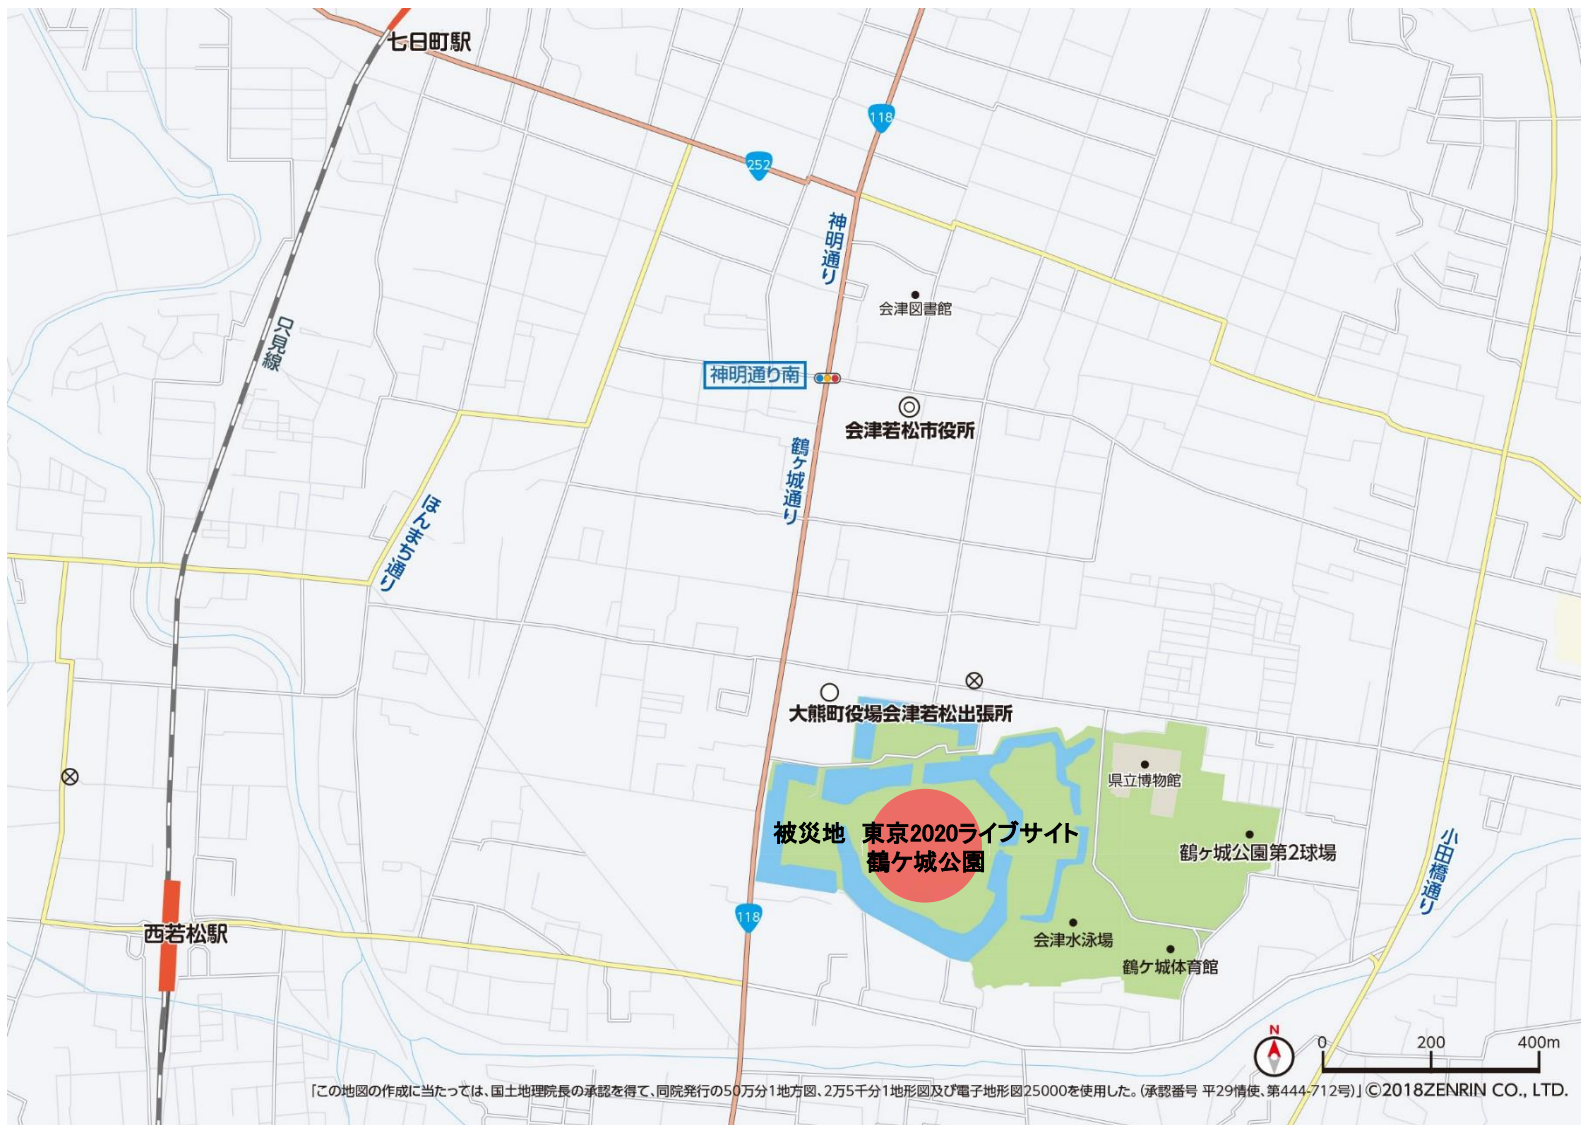 七日町駅
118
252
神明通り
会津図書館
只見線
神明通り南
会津若松市役所
鶴ヶ城通り
ほんまち通り
大熊町役場会津若松出張所
県立博物館
被災地 東京2020ライブサイト
鶴ケ城公園
鶴ヶ城公園第2球場
小田橋通り
118
西若松駅
会津水泳場
鶴ケ城体育館
N
0 200 400m
「この地図の作成に当たっては、国土地理院長の承認を得て、同院発行の50万分1地方図、2万5千分1地形図及び電子地形図25000を使用した。(承認番号 平29情使、第444-712号)」 ©2018ZENRIN CO., LTD.